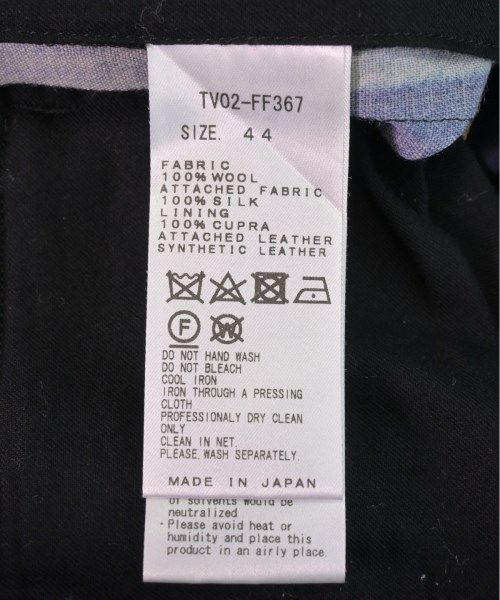 TV02-FF367
SIZE. 44
FABRIC
100%WOOL
ATTACHED FABRIC
100%SILK
LINING
100%CUPRA
ATTACHED LEATHER
SYNTHETIC LEATHER
F W
DO NOT HAND WASH
DO NOT BLEACH
COOL IRON
IRON THROUGH A PRESSING
CLOTH
PROFESSIONALY DRY CLEAN
ONLY
CLEAN IN NET.
PLEASE WASH SEPARATELY.
MADE IN JAPAN
of solvents would be
neutralized
・Please avoid heat or
humidity and place this
product in an airly place.